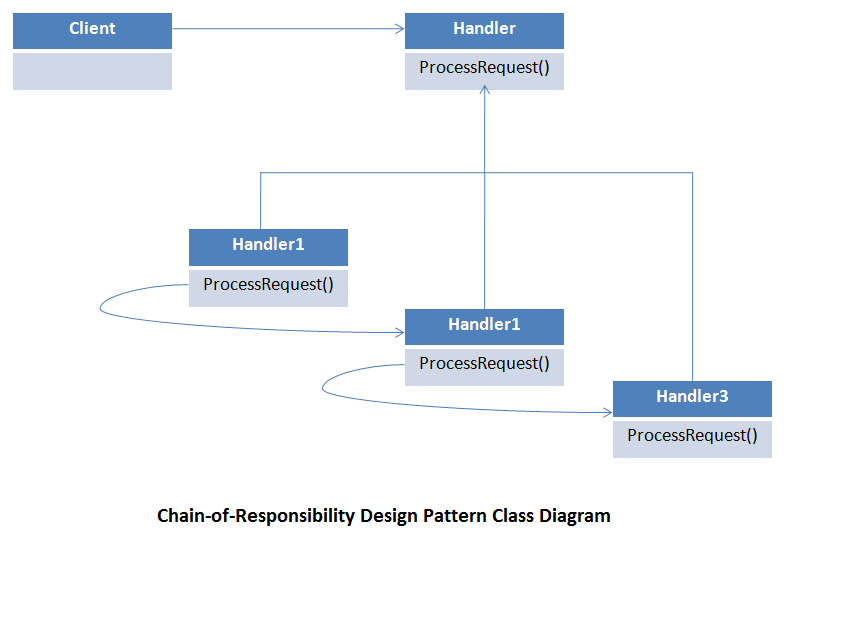 Client
Handler
ProcessRequest()
Handler1
ProcessRequest()
Handler1
ProcessRequest()
Handler3
ProcessRequest()
Chain-of-Responsibility Design Pattern Class Diagram